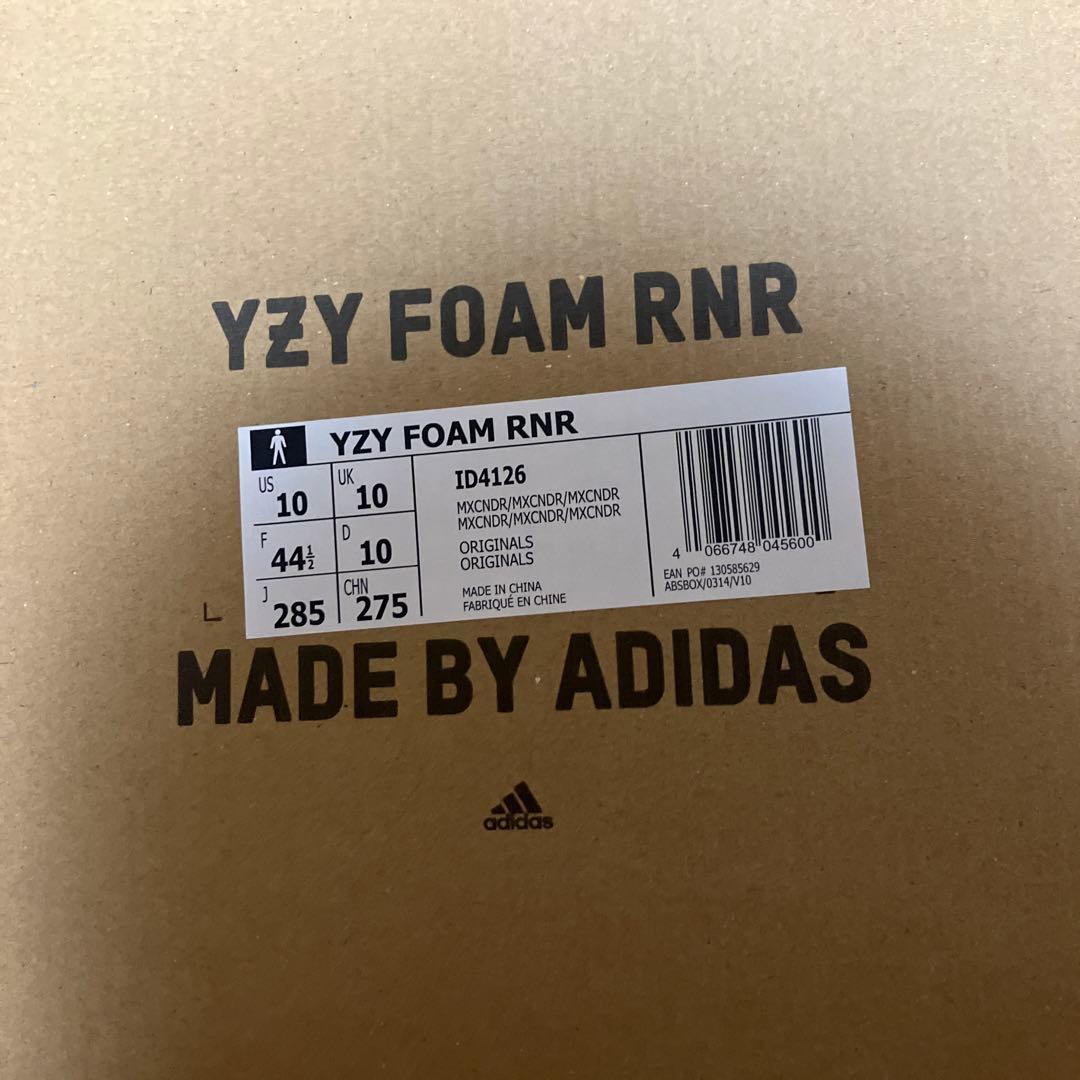 YZY FOAM RNR
YZY FOAM RNR
US 10 UK 10
F 44½ D 10
J 285 CHN 275
ID4126
MXCNDR/MXCNDR/MXCNDR
MXCNDR/MXCNDR/MXCNDR
ORIGINALS
ORIGINALS
MADE IN CHINA
FABRIQUÉ EN CHINE
4 066748 045600
EAN PO# 130585629
ABSBOX/0314/V10
MADE BY ADIDAS
adidas